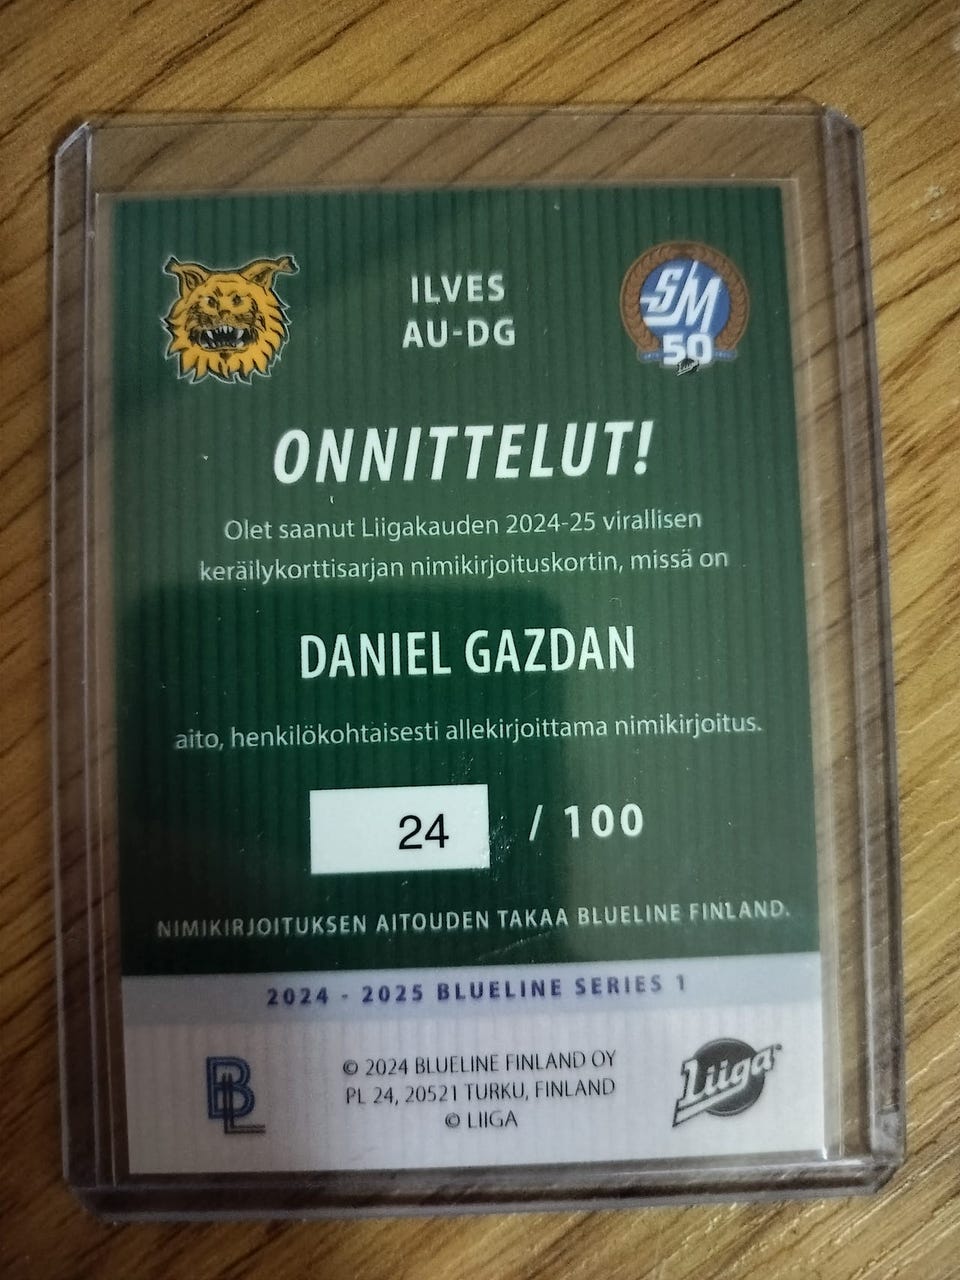 ILVES
AU-DG
SM
50
Liiga
ONNITTELUT!
Olet saanut Liigakauden 2024-25 virallisen
keräilykorttisarjan nimikirjoituskortin, missä on
DANIEL GAZDAN
aito, henkilökohtaisesti allekirjoittama nimikirjoitus.
24 / 100
NIMIKIRJOITUKSEN AITOUDEN TAKAA BLUELINE FINLAND.
2024 - 2025 BLUELINE SERIES 1
BL
© 2024 BLUELINE FINLAND OY
PL 24, 20521 TURKU, FINLAND
© LIIGA
Liiga